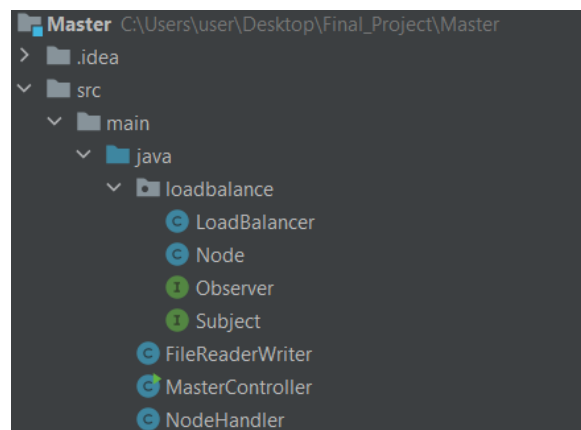 Master C:\Users\user\Desktop\Final_Project\Master
.idea
src
main
java
loadbalance
C LoadBalancer
C Node
I Observer
I Subject
C FileReaderWriter
C MasterController
C NodeHandler